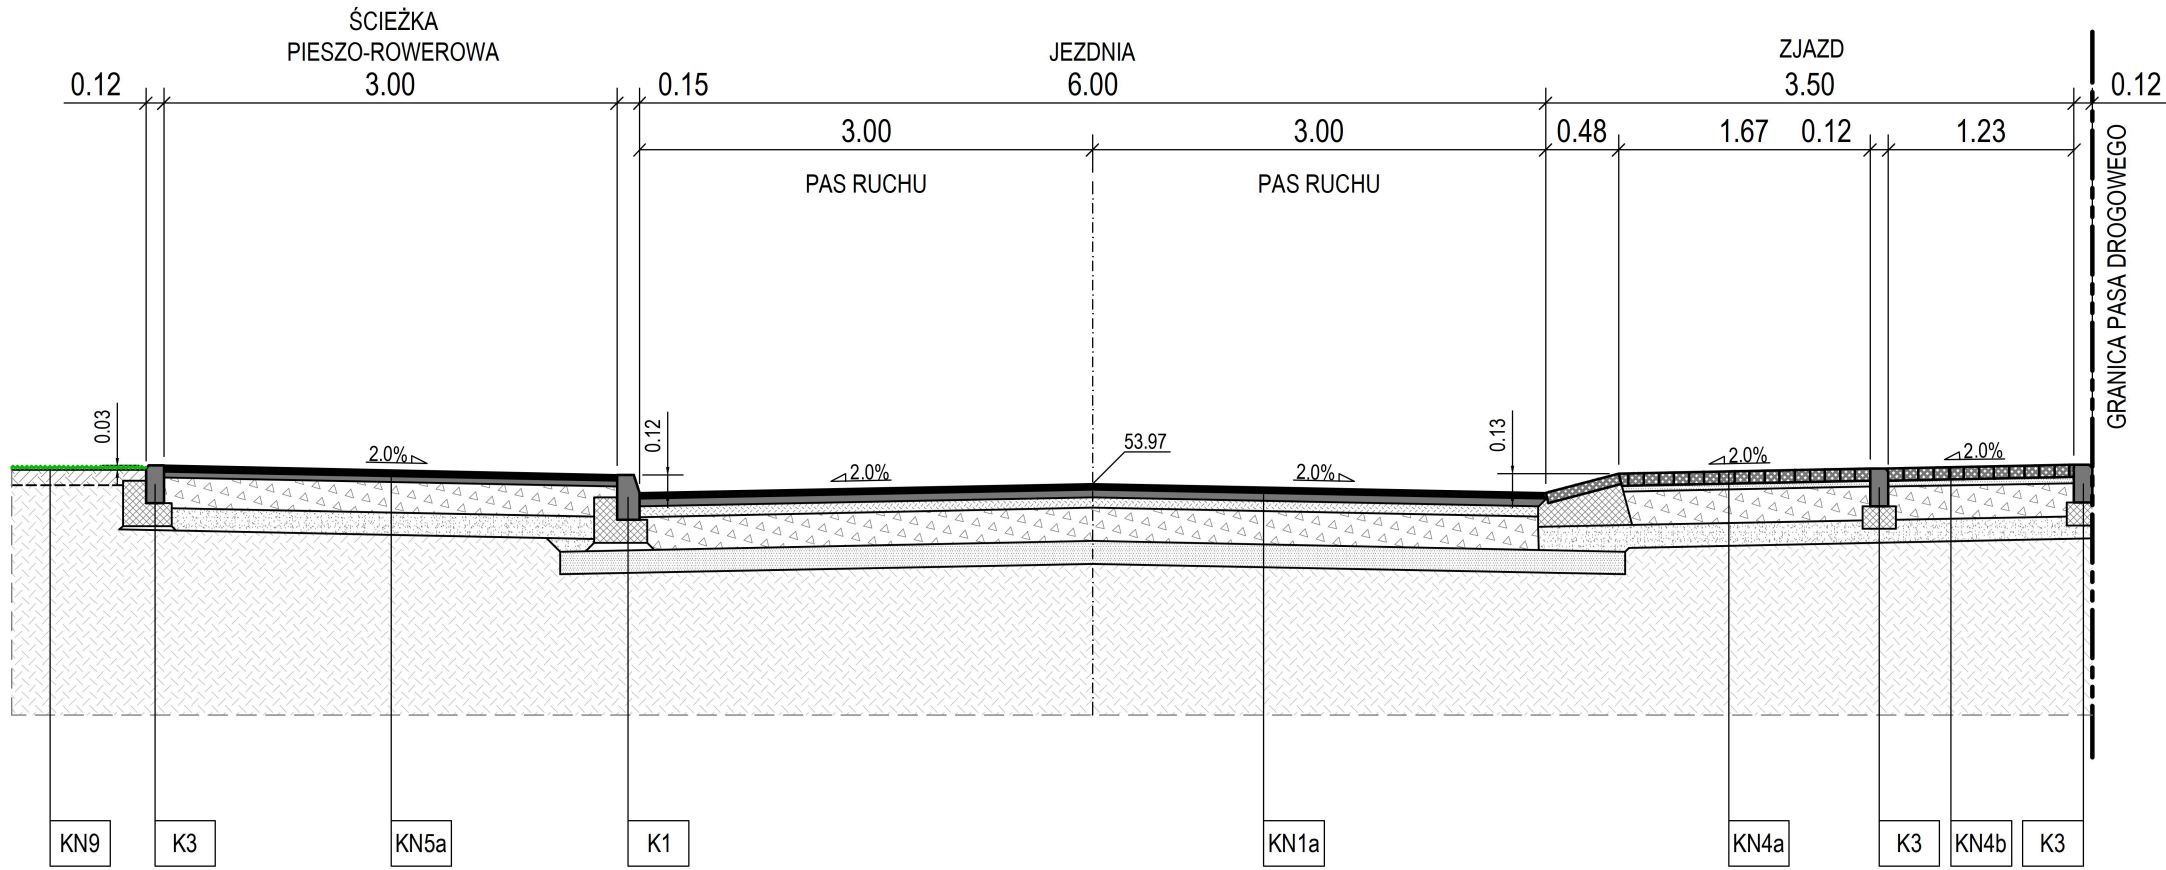 ŚCIEŻKA
PIESZO-ROWEROWA
JEZDNIA
ZJAZD
0.12
3.00
0.15
6.00
3.50
0.12
3.00
3.00
0.48
1.67
0.12
1.23
PAS RUCHU
PAS RUCHU
GRANICA PASA DROGOWEGO
0.03
2.0%
0.12
2.0%
53.97
2.0%
0.13
2.0%
2.0%
KN9
K3
KN5a
K1
KN1a
KN4a
K3
KN4b
K3